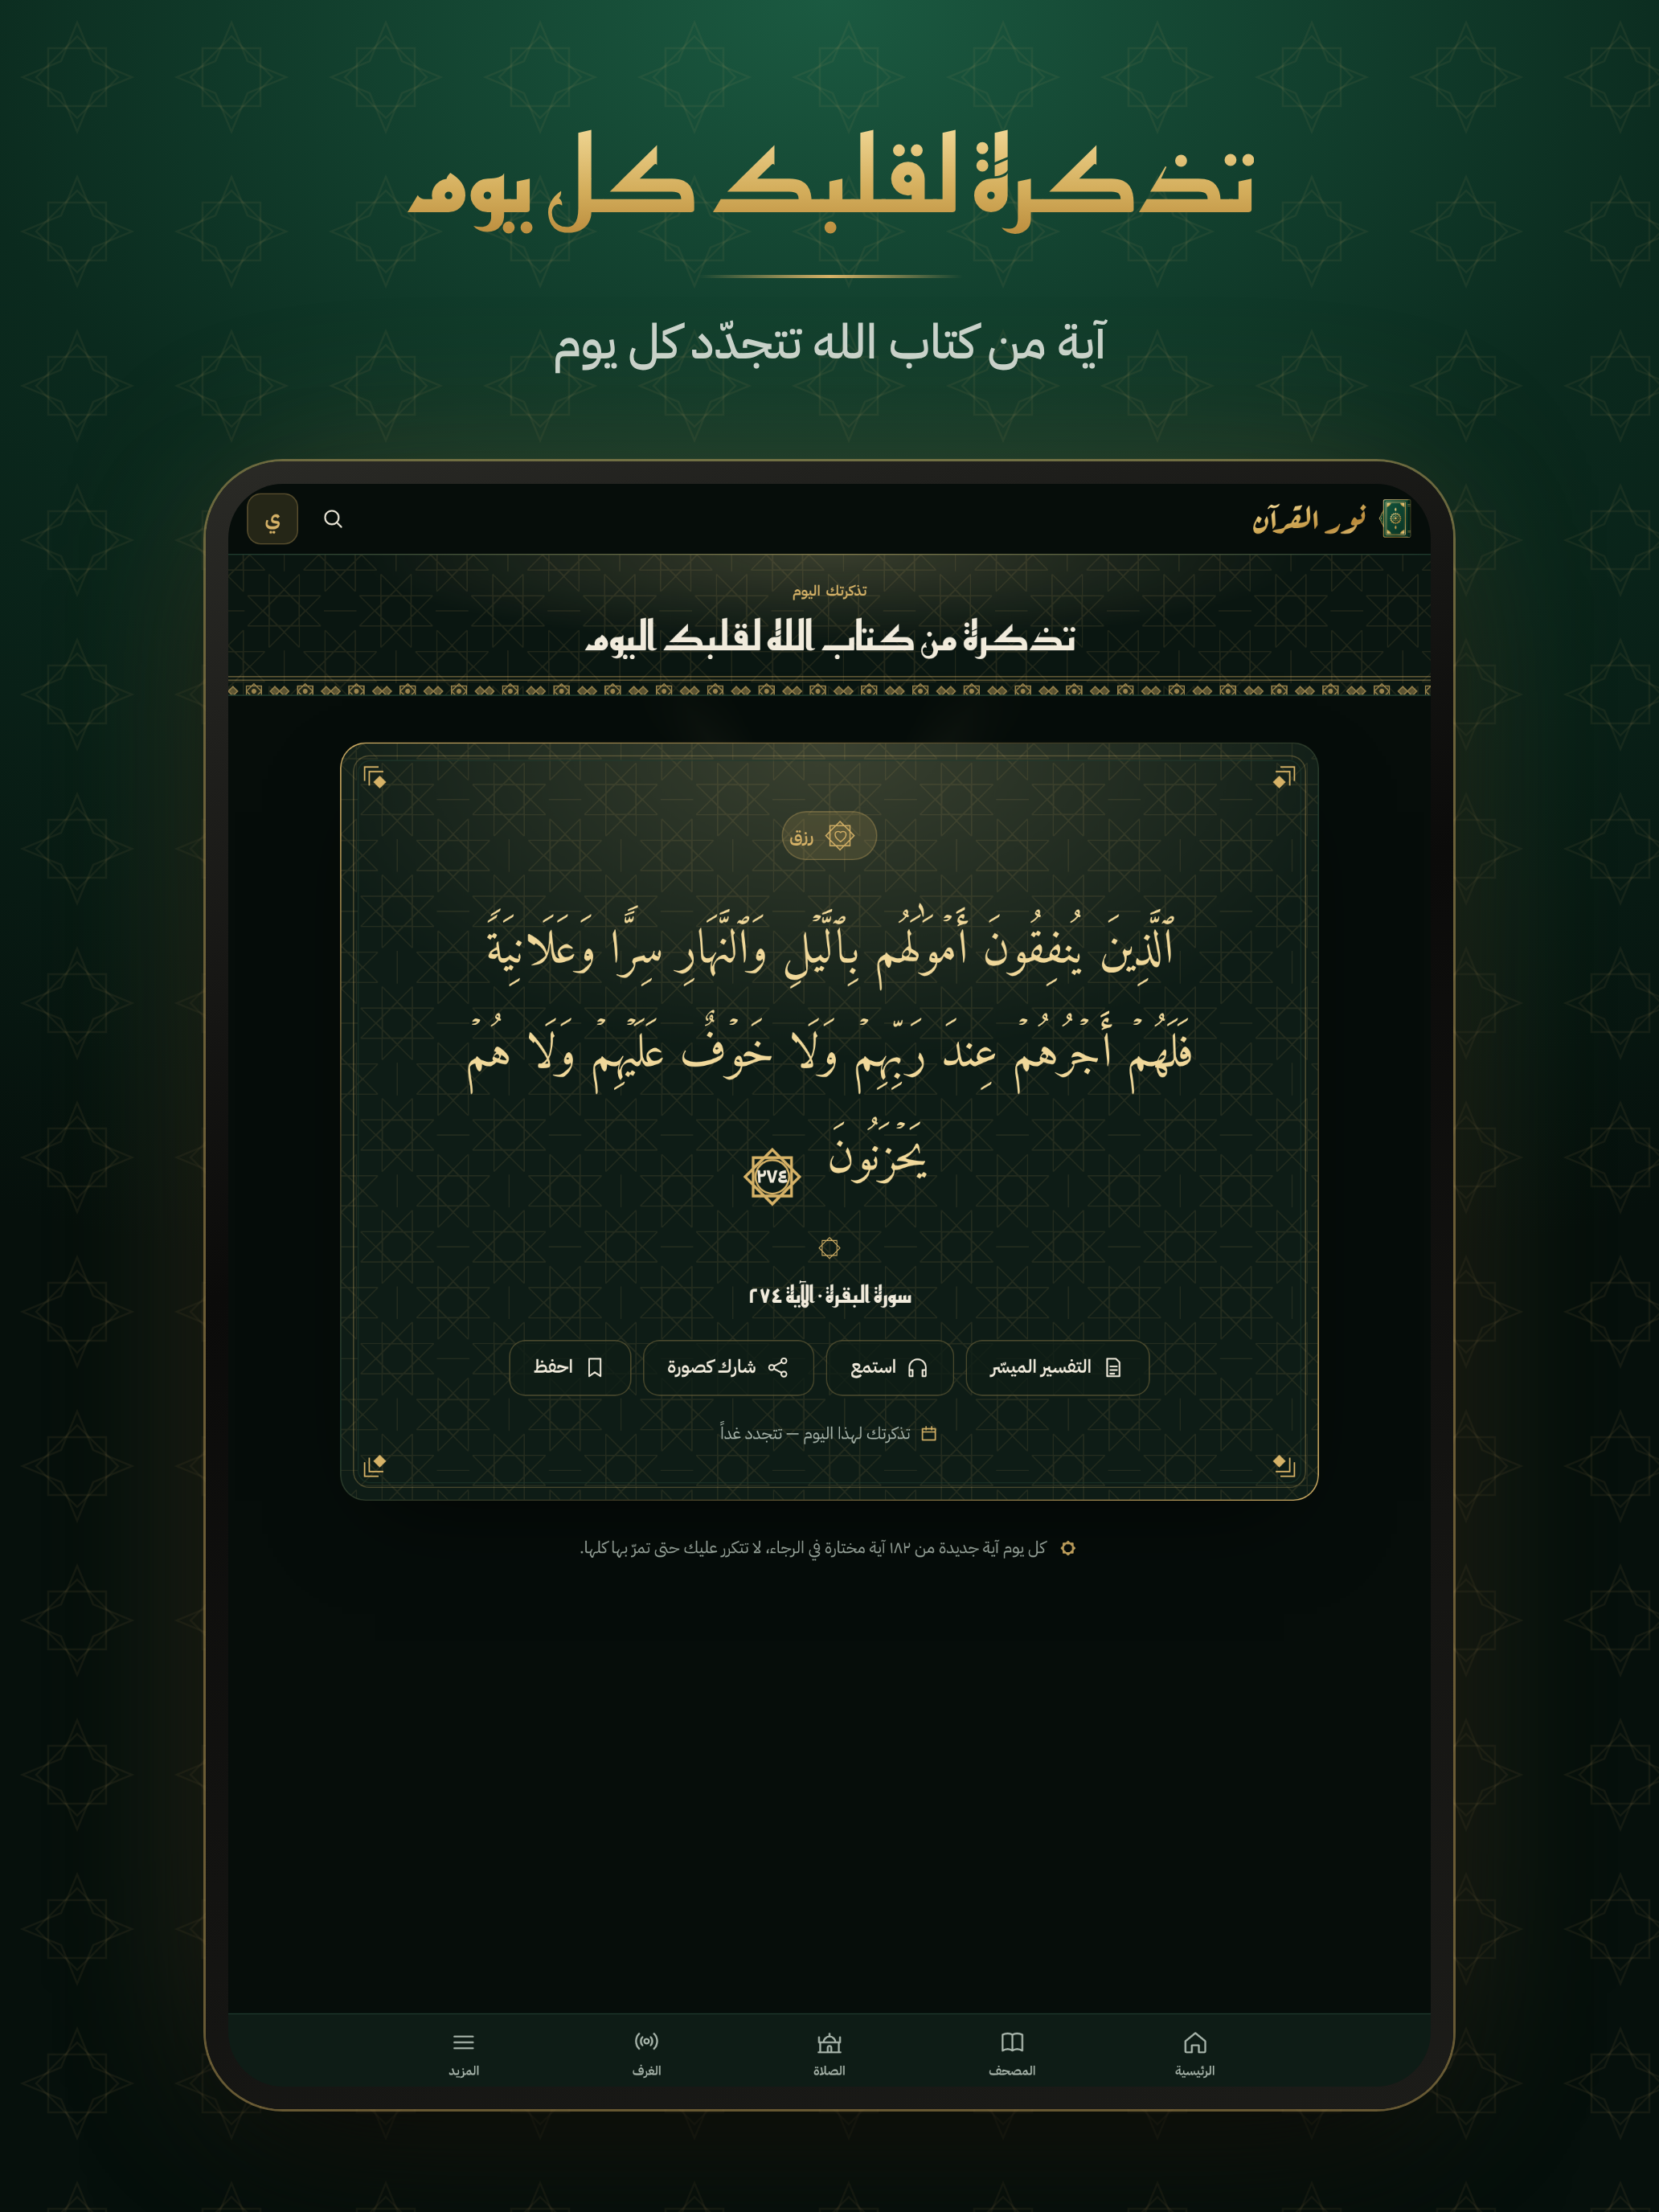 تذكرة لقلبك كل يوم
آية من كتاب الله تتجدّد كل يوم
نور القرآن
ي
تذكرتك اليوم
تذكرة من كتاب الله لقلبك اليوم
رزق
ٱلَّذِينَ يُنفِقُونَ أَمۡوَٰلَهُم بِٱلَّيۡلِ وَٱلنَّهَارِ سِرًّا وَعَلَانِيَةً
فَلَهُمۡ أَجۡرُهُمۡ عِندَ رَبِّهِمۡ وَلَا خَوۡفٌ عَلَيۡهِمۡ وَلَا هُمۡ
يَحۡزَنُونَ ٢٧٤
سورة البقرة · الآية ٢٧٤
التفسير الميسّر
استمع
شارك كصورة
احفظ
تذكرتك لهذا اليوم — تتجدد غداً
كل يوم آية جديدة من ١٨٢ آية مختارة في الرجاء، لا تتكرر عليك حتى تمرّ بها كلها.
الرئيسية
المصحف
الصلاة
الغرف
المزيد